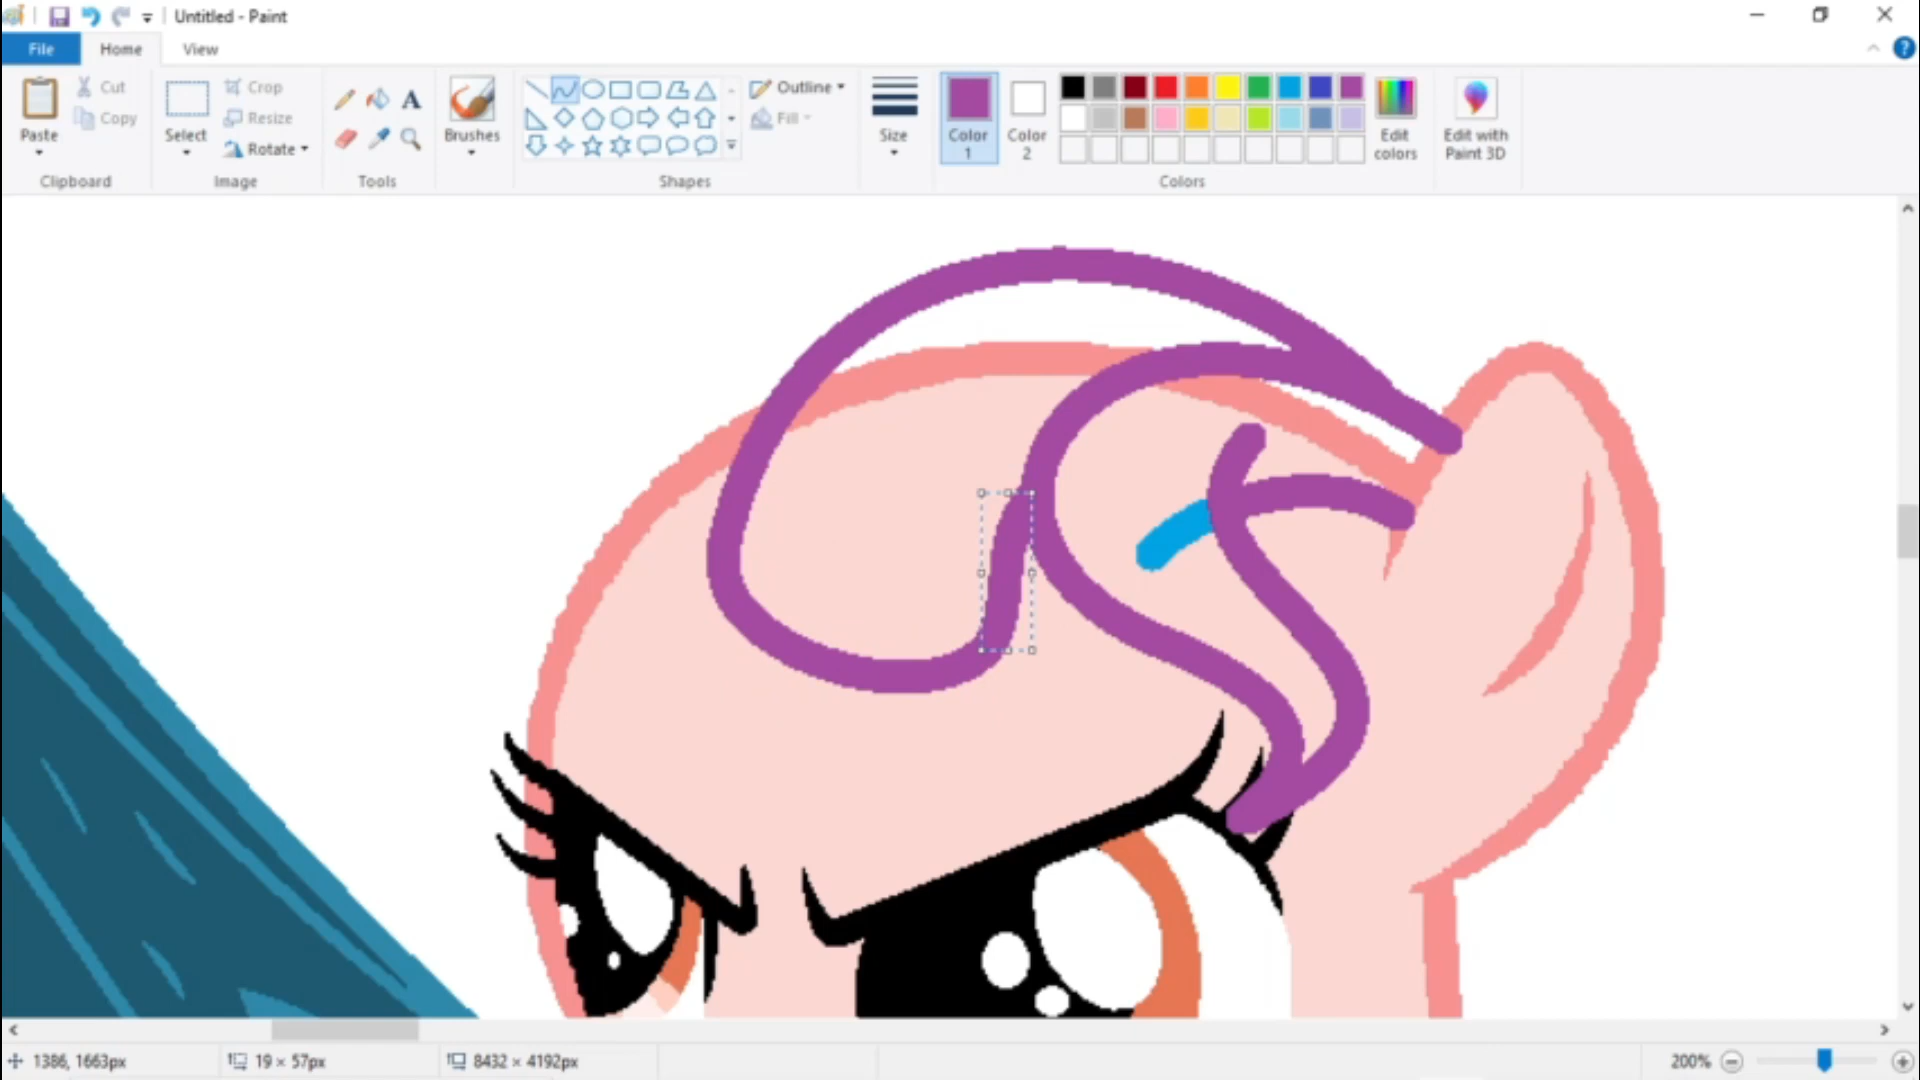 Untitled - Paint
File Home View
Paste
Cut
Copy
Clipboard
Select
Crop
Resize
Rotate
Image
A
Tools
Brushes
Shapes
Outline
Fill
Size
Color 1
Color 2
Edit colors
Edit with Paint 3D
Colors
?
1386, 1663px
19 × 57px
8432 × 4192px
200%